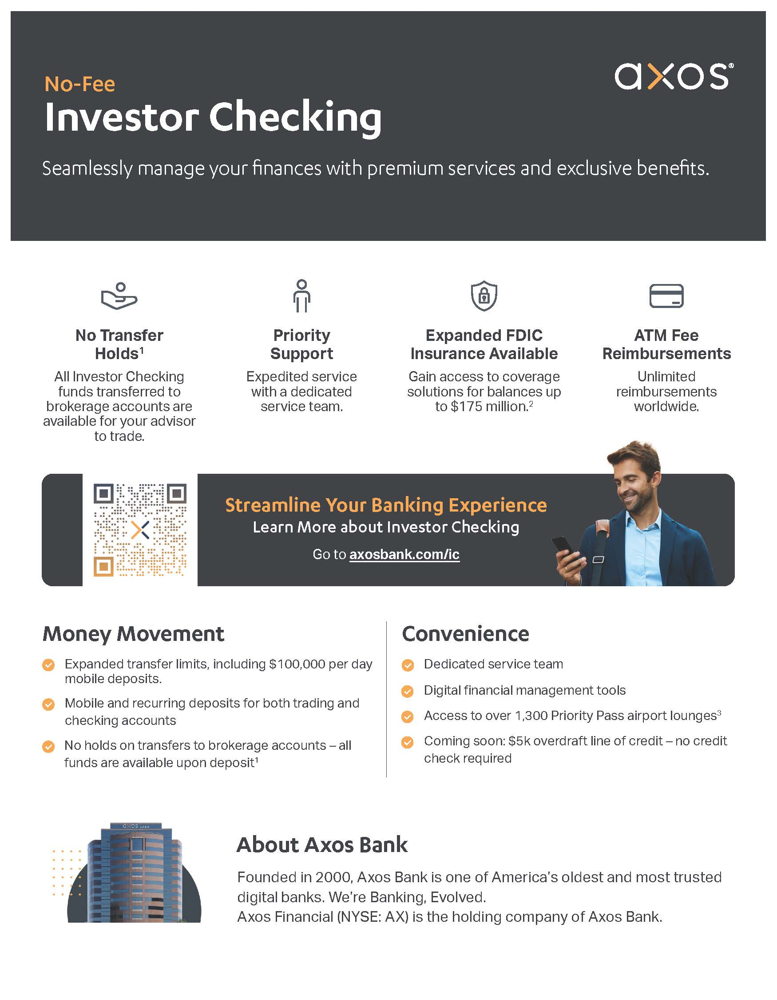 axos®
No-Fee
Investor Checking
Seamlessly manage your finances with premium services and exclusive benefits.
No Transfer
Holds¹
All Investor Checking
funds transferred to
brokerage accounts are
available for your advisor
to trade.
Priority
Support
Expedited service
with a dedicated
service team.
Expanded FDIC
Insurance Available
Gain access to coverage
solutions for balances up
to $175 million.²
ATM Fee
Reimbursements
Unlimited
reimbursements
worldwide.
Streamline Your Banking Experience
Learn More about Investor Checking
Go to axosbank.com/ic
Money Movement
Expanded transfer limits, including $100,000 per day
mobile deposits.
Mobile and recurring deposits for both trading and
checking accounts
No holds on transfers to brokerage accounts – all
funds are available upon deposit¹
Convenience
Dedicated service team
Digital financial management tools
Access to over 1,300 Priority Pass airport lounges³
Coming soon: $5k overdraft line of credit – no credit
check required
axos BANK
About Axos Bank
Founded in 2000, Axos Bank is one of America's oldest and most trusted
digital banks. We're Banking, Evolved.
Axos Financial (NYSE: AX) is the holding company of Axos Bank.